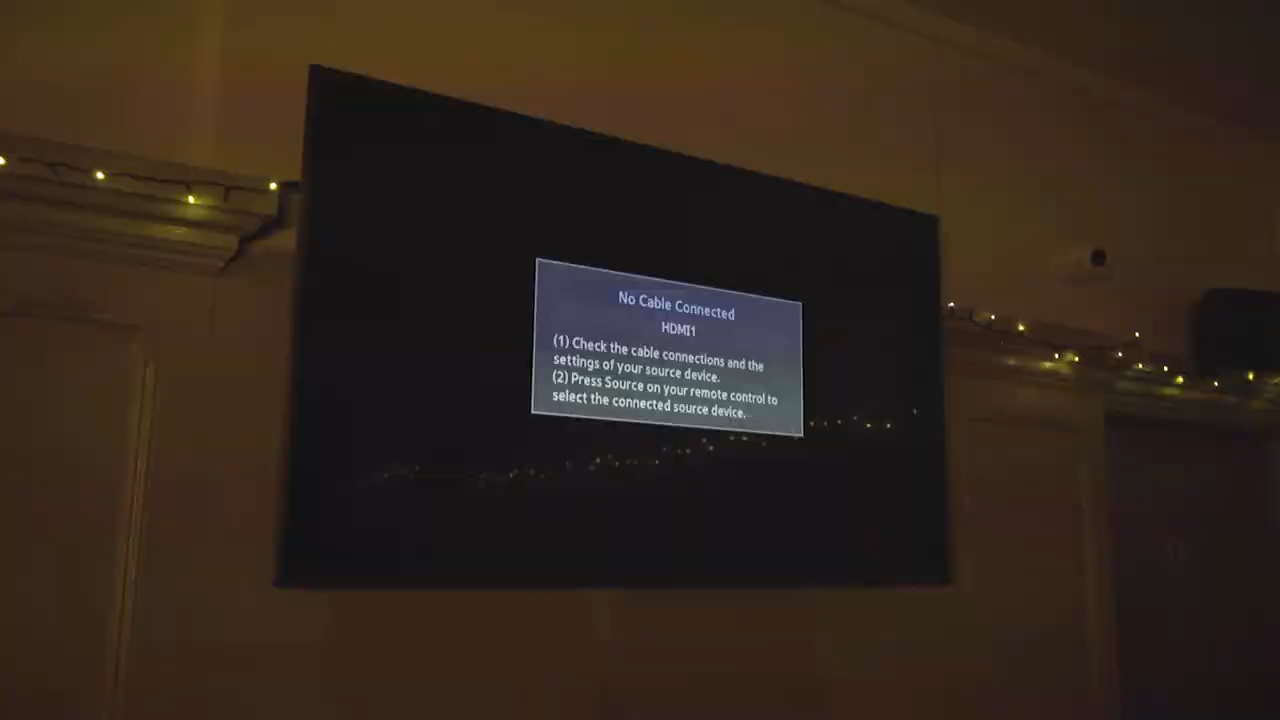 No Cable Connected
HDMI1
(1) Check the cable connections and the
settings of your source device.
(2) Press Source on your remote control to
select the connected source device.